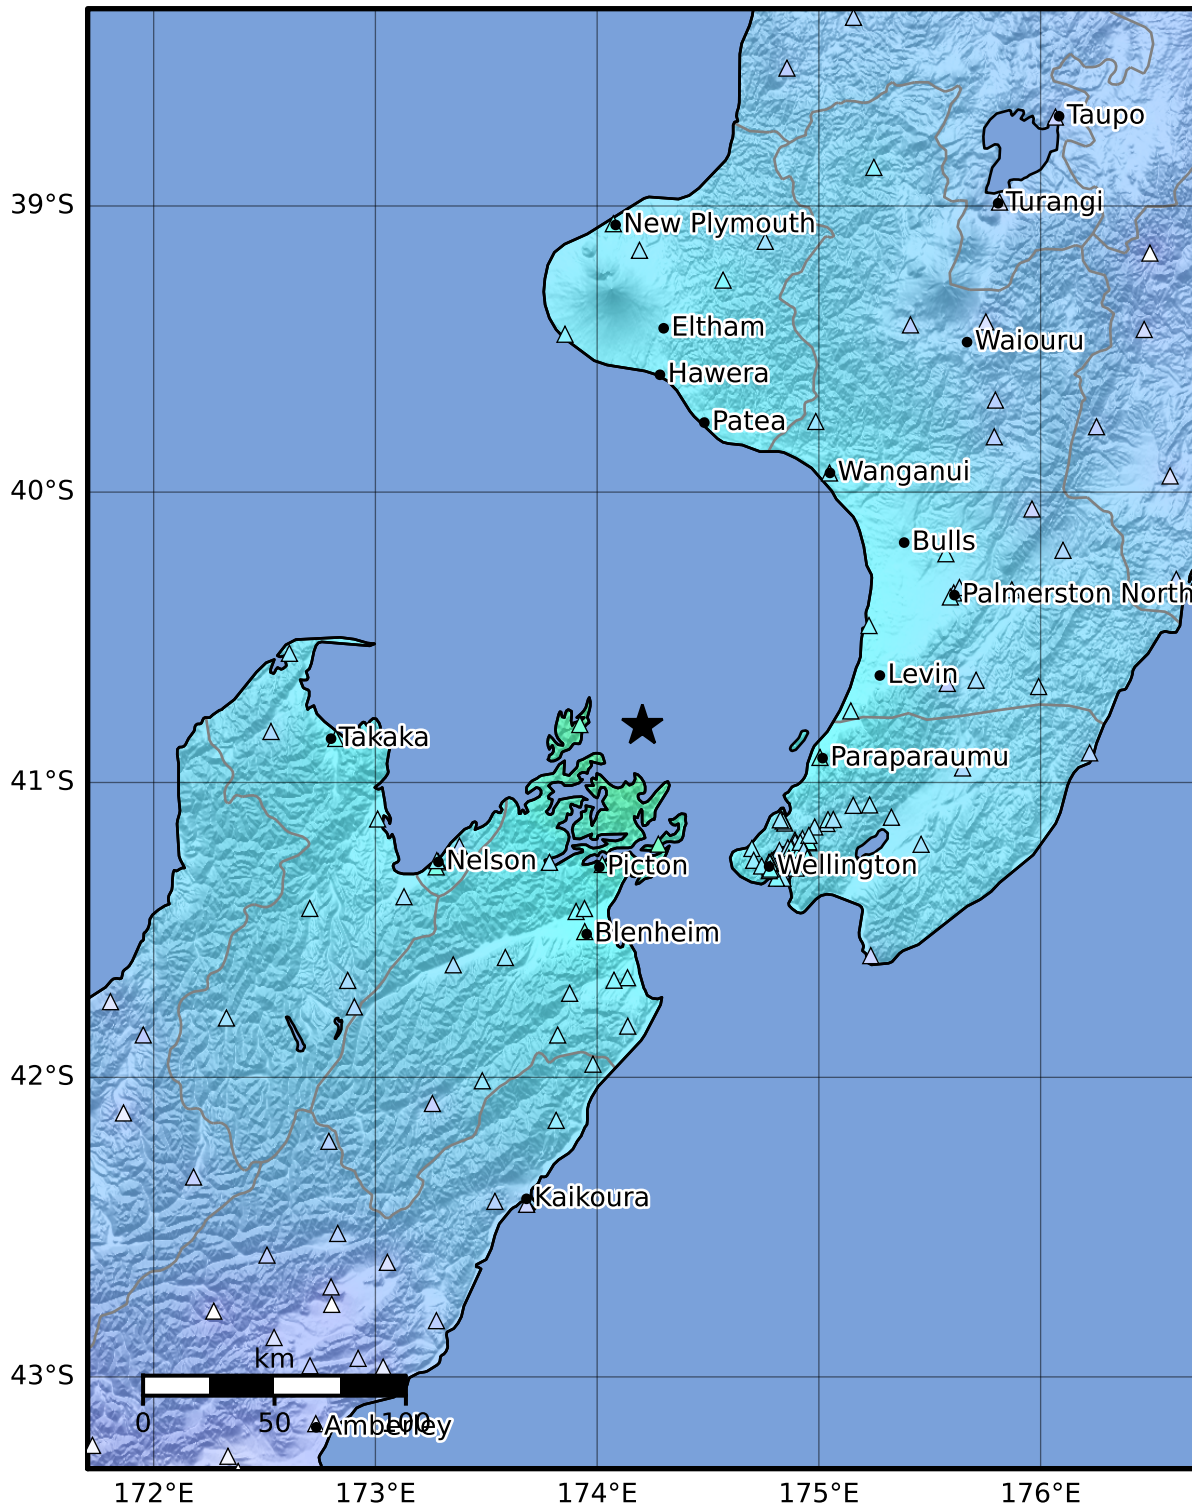 Taupo
39°S
Turangi
New Plymouth
Eltham
Waiouru
Hawera
Patea
Wanganui
40°S
Bulls
Palmerston North
Levin
Takaka
Paraparaumu
41°S
Nelson
Picton
Wellington
Blenheim
42°S
Kaikoura
km
43°S
0
50
100
Amberley
172°E
173°E
174°E
175°E
176°E